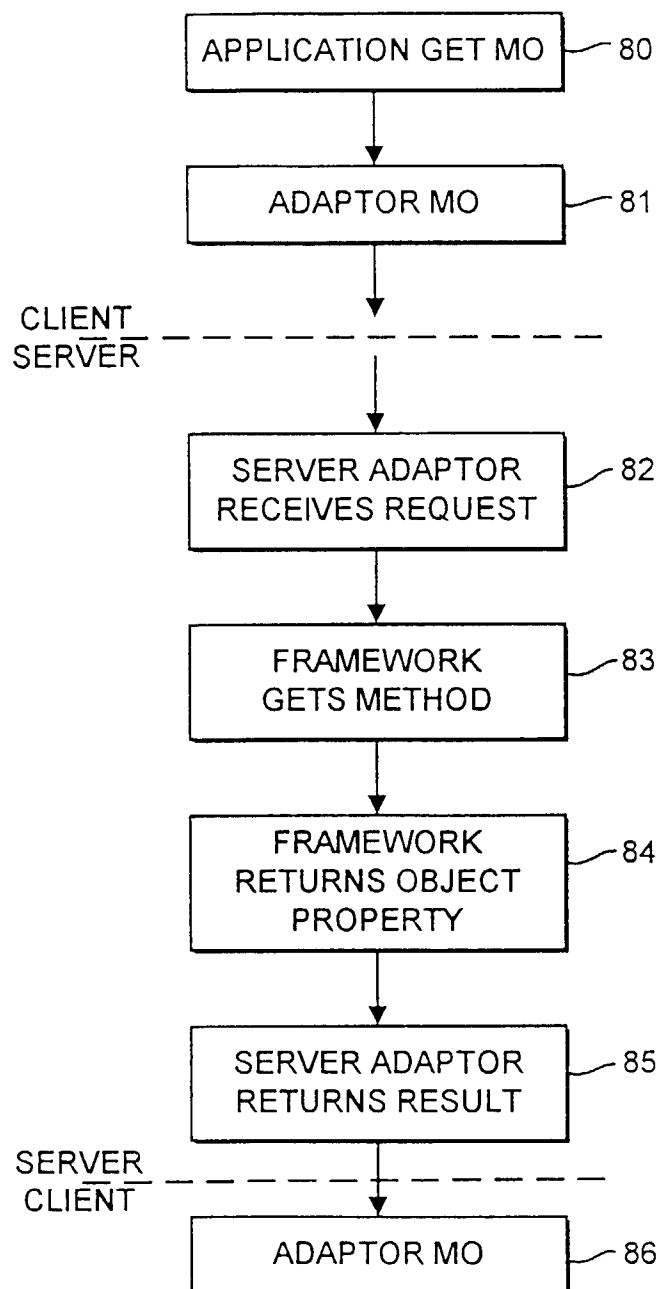 APPLICATION GET MO 80
ADAPTOR MO 81
CLIENT
SERVER
SERVER ADAPTOR
RECEIVES REQUEST
82
FRAMEWORK
GETS METHOD
83
FRAMEWORK
RETURNS OBJECT
PROPERTY
84
SERVER ADAPTOR
RETURNS RESULT
85
SERVER
CLIENT
ADAPTOR MO 86